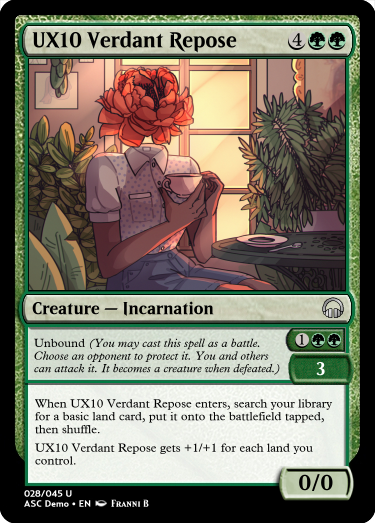 UX10 Verdant Repose 4
Creature — Incarnation
Unbound (You may cast this spell as a battle. 1
Choose an opponent to protect it. You and others
can attack it. It becomes a creature when defeated.) 3
When UX10 Verdant Repose enters, search your library
for a basic land card, put it onto the battlefield tapped,
then shuffle.
UX10 Verdant Repose gets +1/+1 for each land you
control.
0/0
028/045 U
ASC Demo • EN Franni B